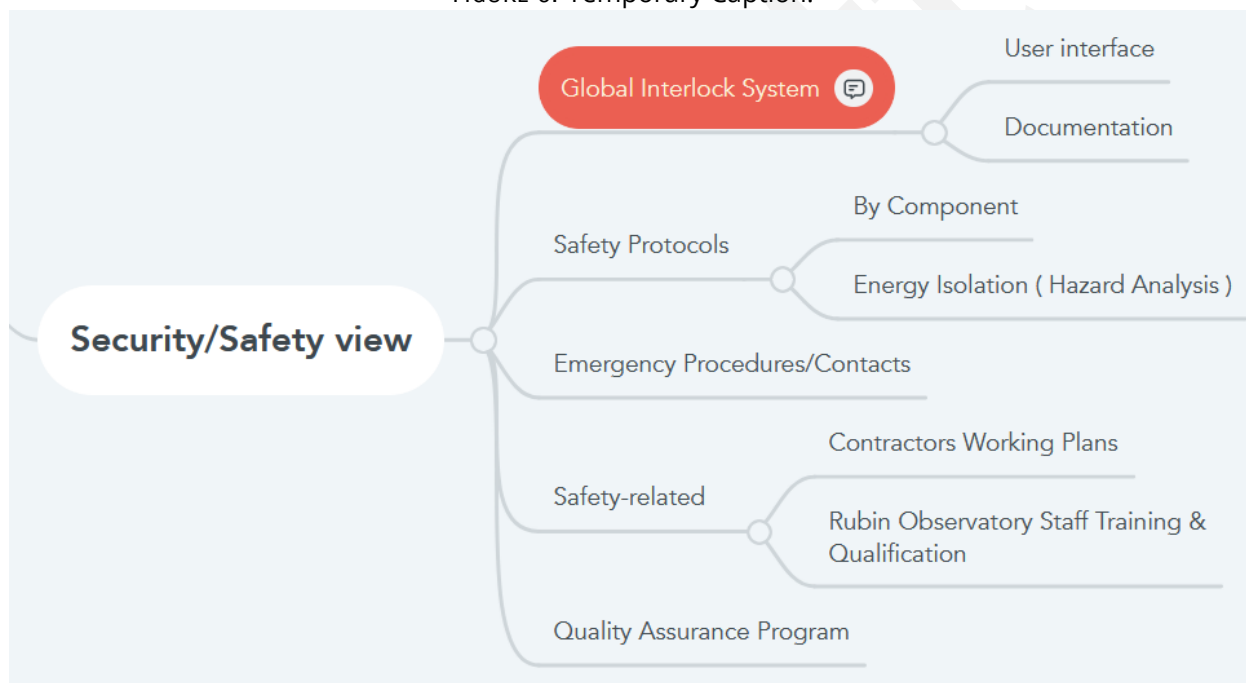 User interface
Global Interlock System
Documentation
By Component
Safety Protocols
Energy Isolation ( Hazard Analysis )
Security/Safety view
Emergency Procedures/Contacts
Contractors Working Plans
Safety-related
Rubin Observatory Staff Training &
Qualification
Quality Assurance Program